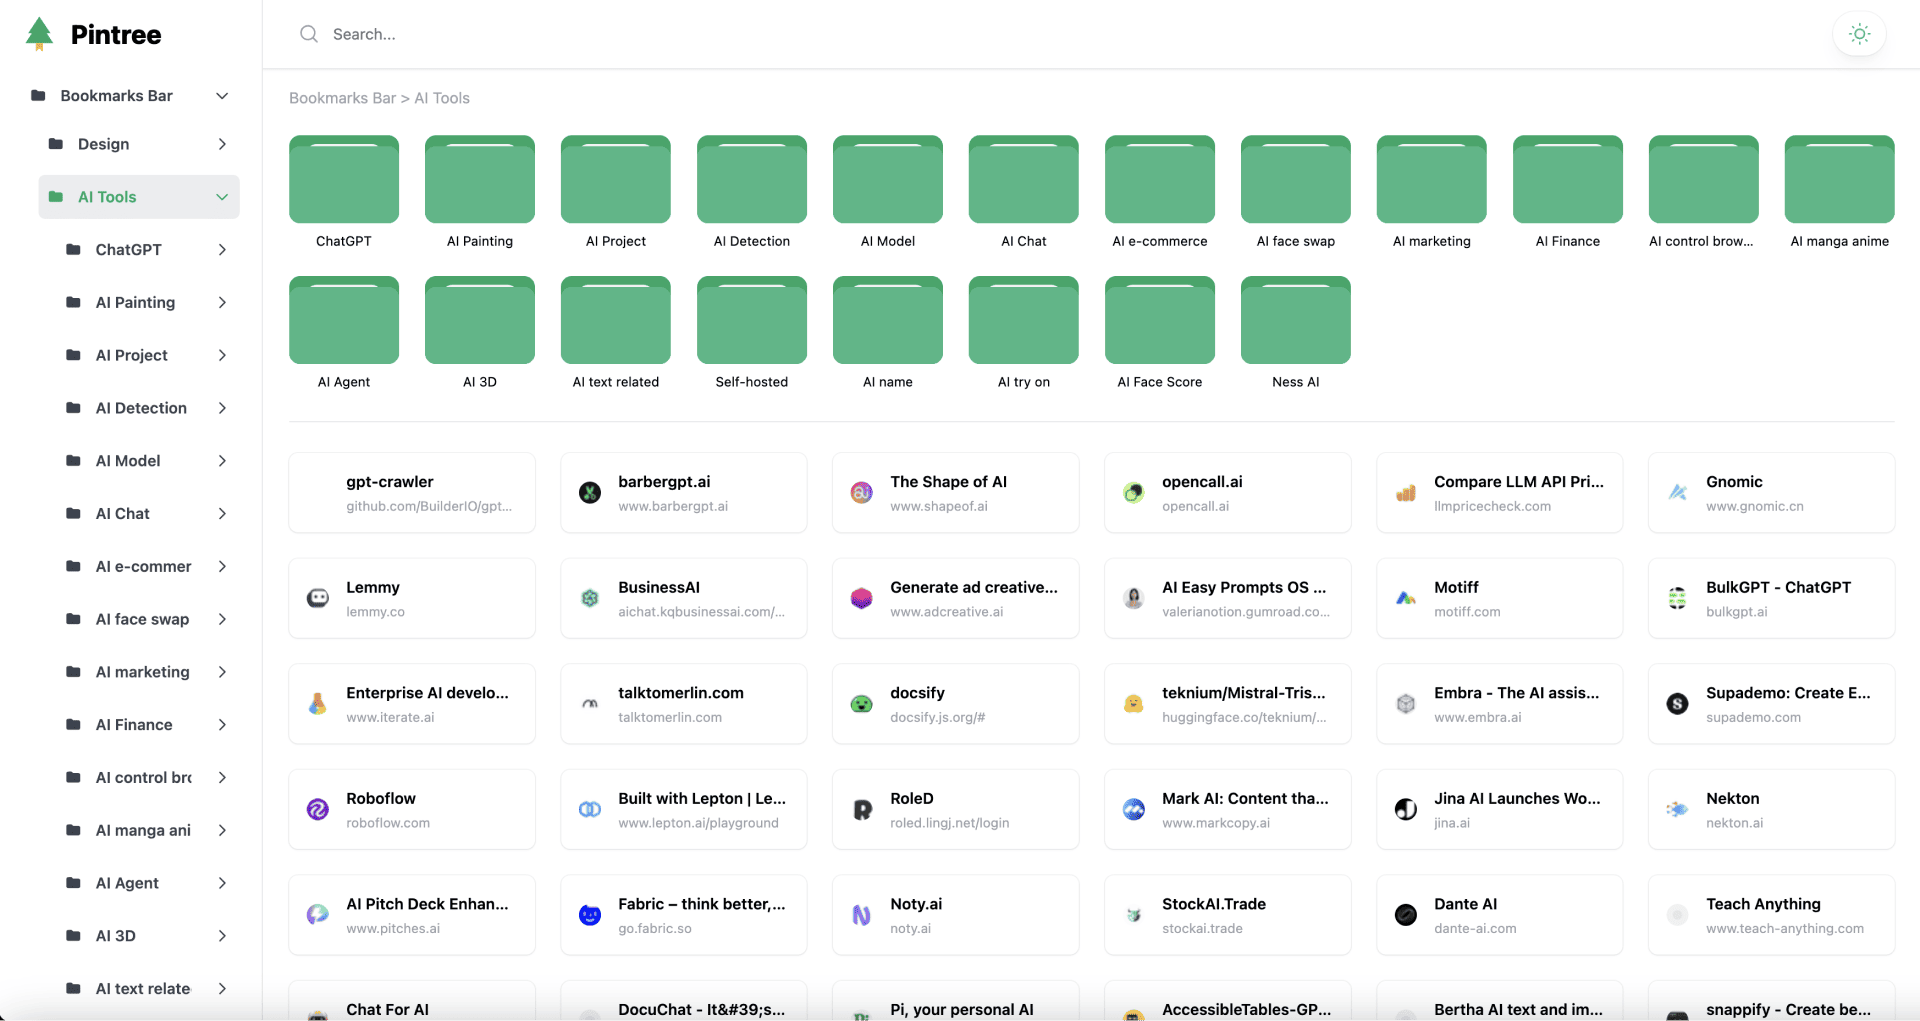 Pintree
Search...
Bookmarks Bar
Design
AI Tools
ChatGPT
AI Painting
AI Project
AI Detection
AI Model
AI Chat
AI e-commer
AI face swap
AI marketing
AI Finance
AI control bro
AI manga ani
AI Agent
AI 3D
AI text relate
Bookmarks Bar > AI Tools
ChatGPT
AI Painting
AI Project
AI Detection
AI Model
AI Chat
AI e-commerce
AI face swap
AI marketing
AI Finance
AI control brow...
AI manga anime
AI Agent
AI 3D
AI text related
Self-hosted
AI name
AI try on
AI Face Score
Ness AI
gpt-crawler
github.com/BuilderIO/gpt...
barbergpt.ai
www.barbergpt.ai
The Shape of AI
www.shapeof.ai
opencall.ai
opencall.ai
Compare LLM API Pri...
llmpricecheck.com
Gnomic
www.gnomic.cn
Lemmy
lemmy.co
BusinessAI
aichat.kqbusinessai.com/...
Generate ad creative...
www.adcreative.ai
AI Easy Prompts OS ...
valerianotion.gumroad.co...
Motiff
motiff.com
BulkGPT - ChatGPT
bulkgpt.ai
Enterprise AI develo...
www.iterate.ai
talktomerlin.com
talktomerlin.com
docsify
docsify.js.org/#
teknium/Mistral-Tris...
huggingface.co/teknium/...
Embra - The AI assis...
www.embra.ai
Supademo: Create E...
supademo.com
Roboflow
roboflow.com
Built with Lepton | Le...
www.lepton.ai/playground
RoleD
roled.lingj.net/login
Mark AI: Content tha...
www.markcopy.ai
Jina AI Launches Wo...
jina.ai
Nekton
nekton.ai
AI Pitch Deck Enhan...
www.pitches.ai
Fabric – think better,...
go.fabric.so
Noty.ai
noty.ai
StockAI.Trade
stockai.trade
Dante AI
dante-ai.com
Teach Anything
www.teach-anything.com
Chat For AI
DocuChat - It&#39;s...
Pi, your personal AI
AccessibleTables-GP...
Bertha AI text and im...
snappify - Create be...